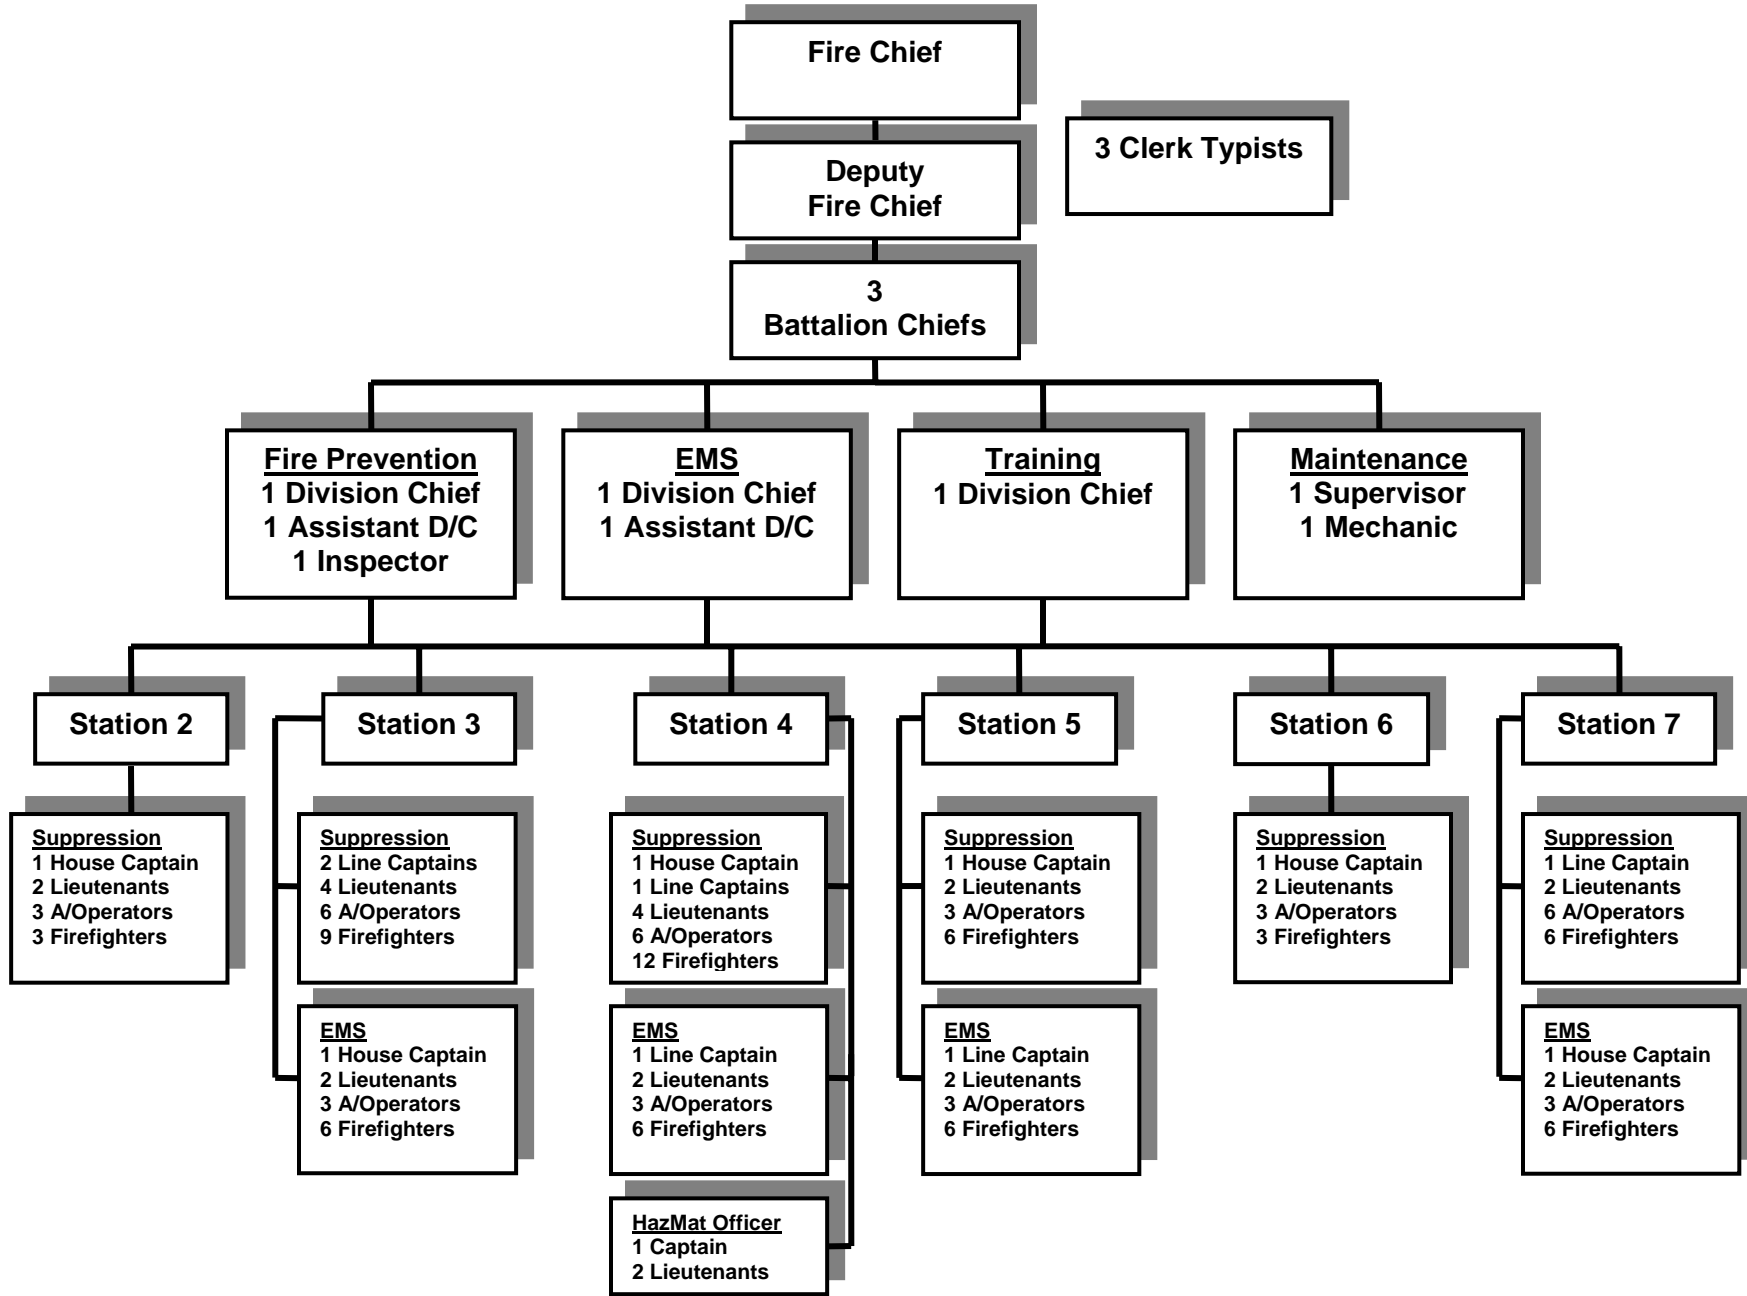 Fire Chief
3 Clerk Typists
Deputy
Fire Chief
3
Battalion Chiefs
Fire Prevention
1 Division Chief
1 Assistant D/C
1 Inspector
EMS
1 Division Chief
1 Assistant D/C
Training
1 Division Chief
Maintenance
1 Supervisor
1 Mechanic
Station 2
Suppression
1 House Captain
2 Lieutenants
3 A/Operators
3 Firefighters
Station 3
Suppression
2 Line Captains
4 Lieutenants
6 A/Operators
9 Firefighters
EMS
1 House Captain
2 Lieutenants
3 A/Operators
6 Firefighters
Station 4
Suppression
1 House Captain
1 Line Captains
4 Lieutenants
6 A/Operators
12 Firefighters
EMS
1 Line Captain
2 Lieutenants
3 A/Operators
6 Firefighters
HazMat Officer
1 Captain
2 Lieutenants
Station 5
Suppression
1 House Captain
2 Lieutenants
3 A/Operators
6 Firefighters
EMS
1 Line Captain
2 Lieutenants
3 A/Operators
6 Firefighters
Station 6
Suppression
1 House Captain
2 Lieutenants
3 A/Operators
3 Firefighters
Station 7
Suppression
1 Line Captain
2 Lieutenants
6 A/Operators
6 Firefighters
EMS
1 House Captain
2 Lieutenants
3 A/Operators
6 Firefighters